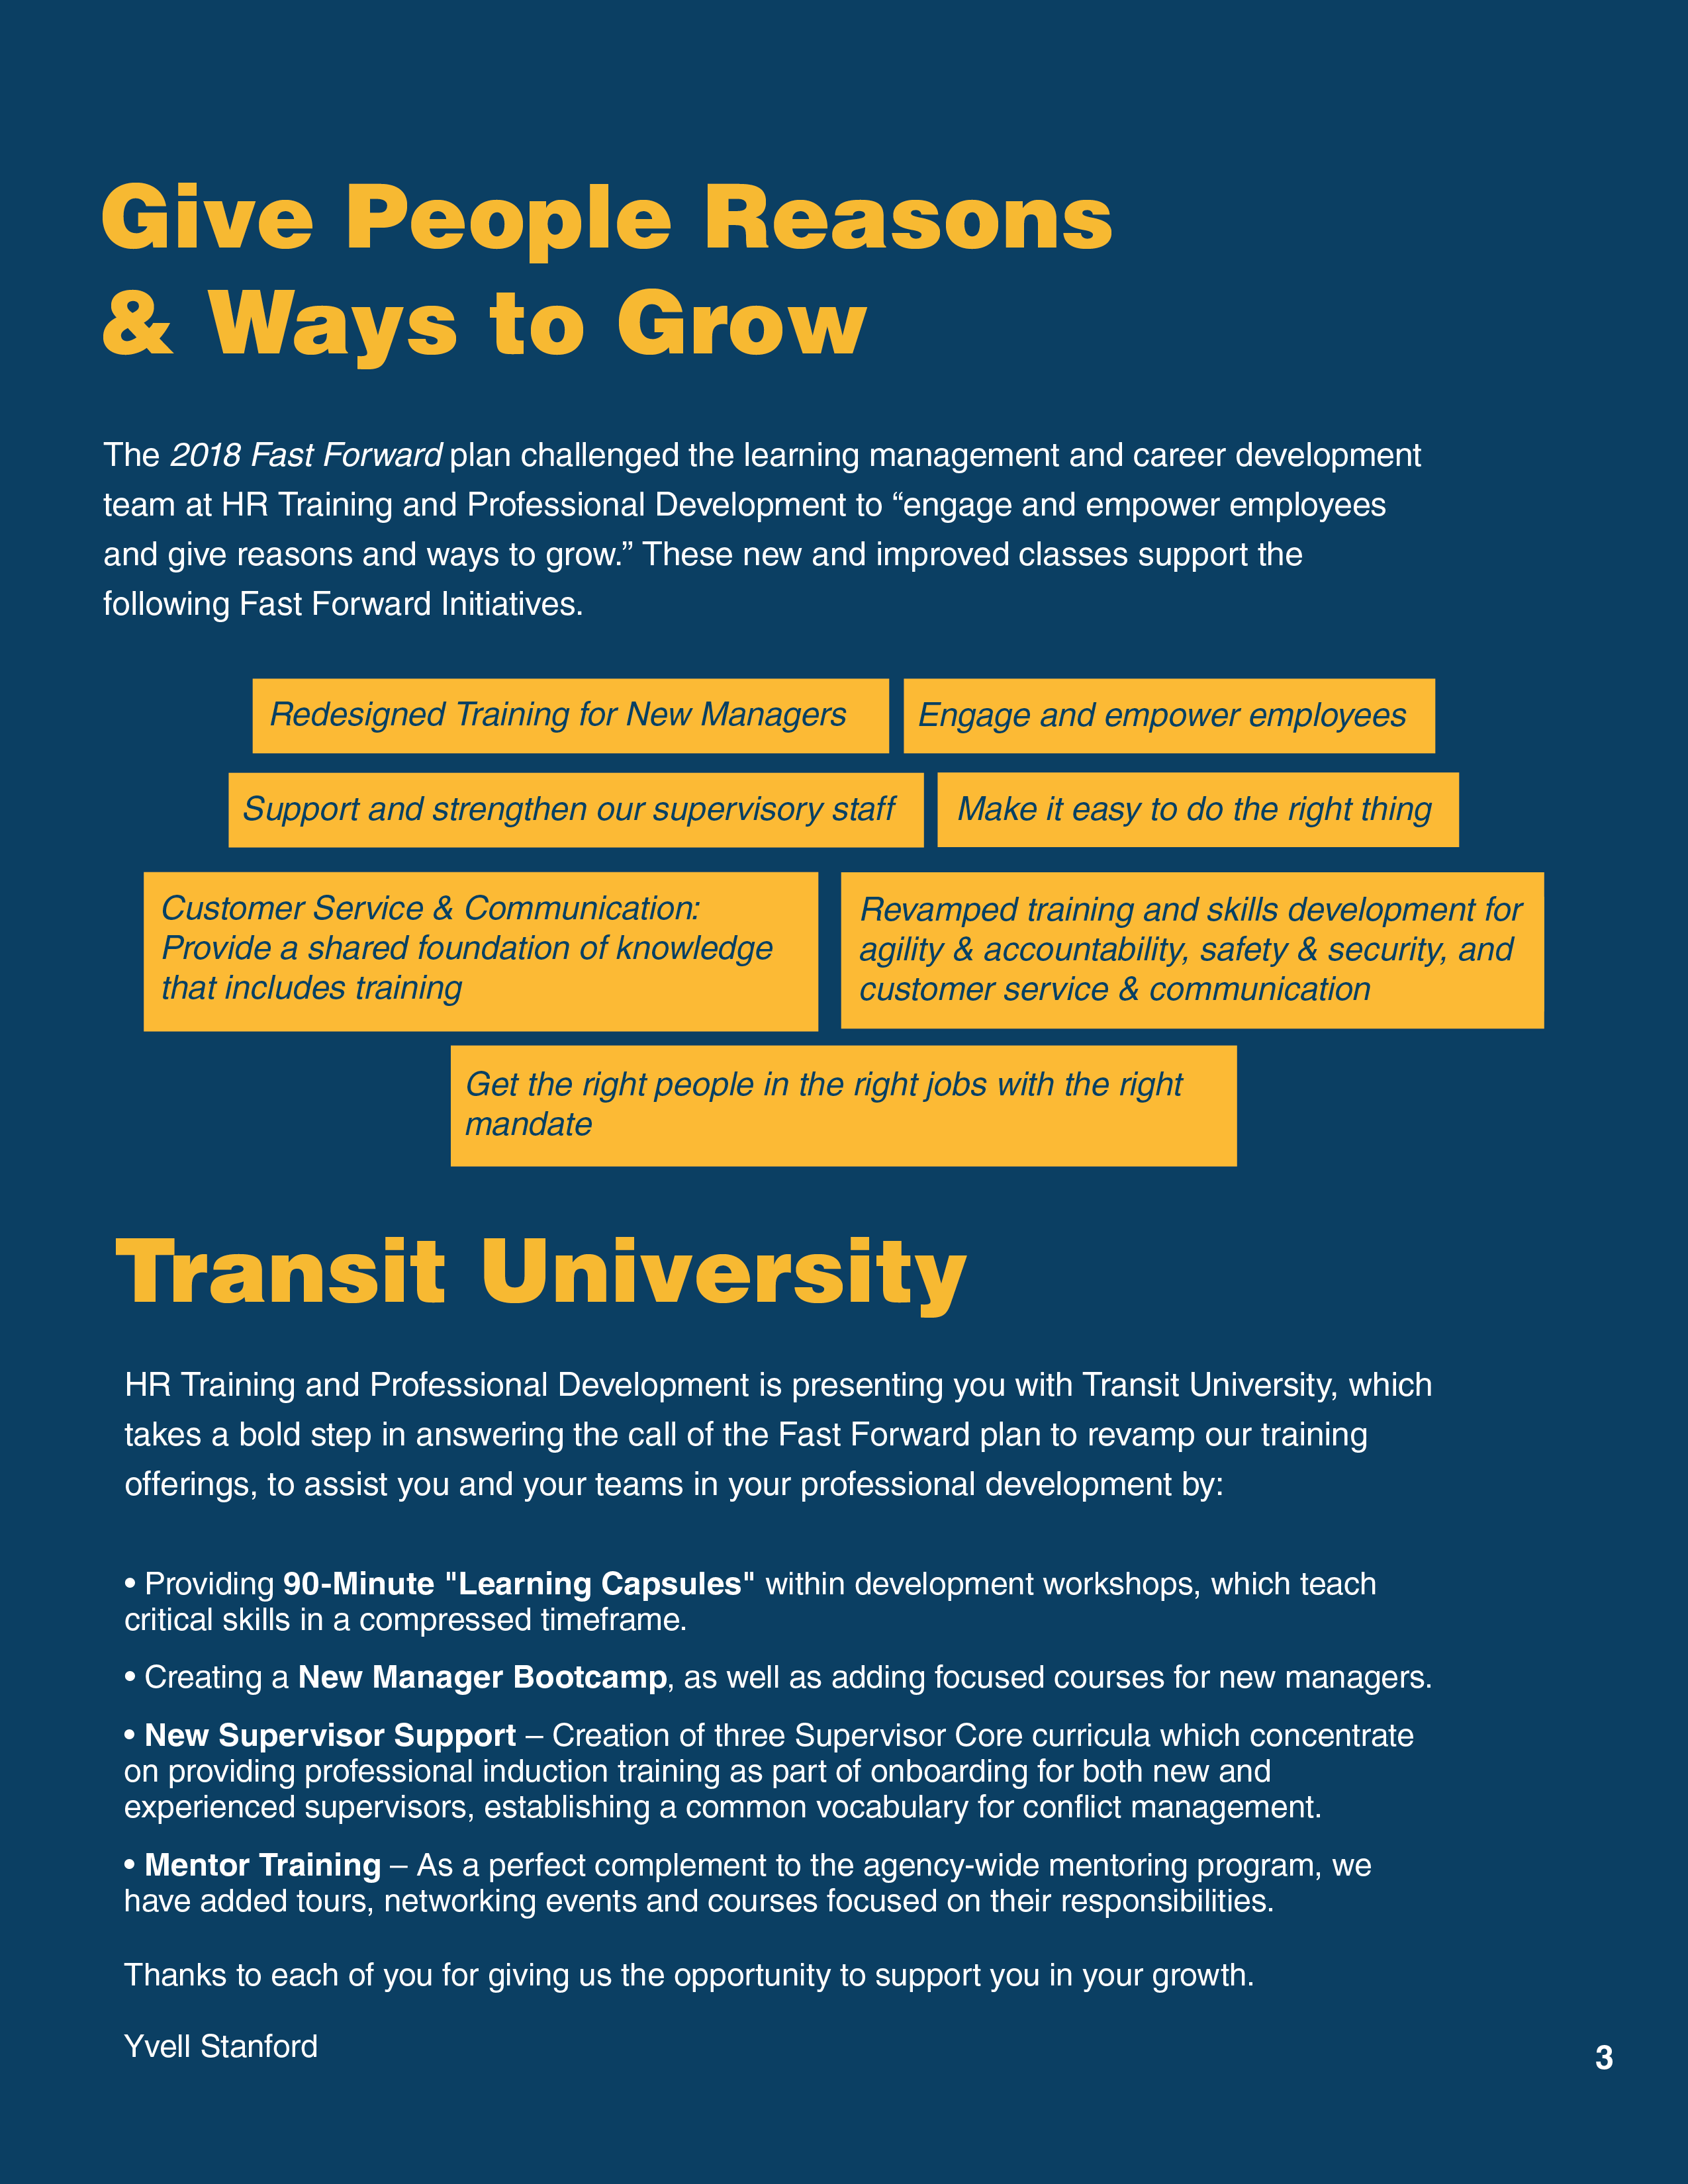 Give People Reasons
& Ways to Grow
The 2018 Fast Forward plan challenged the learning management and career development
team at HR Training and Professional Development to “engage and empower employees
and give reasons and ways to grow.” These new and improved classes support the
following Fast Forward Initiatives.
Redesigned Training for New Managers
Engage and empower employees
Support and strengthen our supervisory staff
Make it easy to do the right thing
Customer Service & Communication:
Provide a shared foundation of knowledge
that includes training
Revamped training and skills development for
agility & accountability, safety & security, and
customer service & communication
Get the right people in the right jobs with the right
mandate
Transit University
HR Training and Professional Development is presenting you with Transit University, which
takes a bold step in answering the call of the Fast Forward plan to revamp our training
offerings, to assist you and your teams in your professional development by:
• Providing 90-Minute "Learning Capsules" within development workshops, which teach
critical skills in a compressed timeframe.
• Creating a New Manager Bootcamp, as well as adding focused courses for new managers.
• New Supervisor Support – Creation of three Supervisor Core curricula which concentrate
on providing professional induction training as part of onboarding for both new and
experienced supervisors, establishing a common vocabulary for conflict management.
• Mentor Training – As a perfect complement to the agency-wide mentoring program, we
have added tours, networking events and courses focused on their responsibilities.
Thanks to each of you for giving us the opportunity to support you in your growth.
Yvell Stanford
3